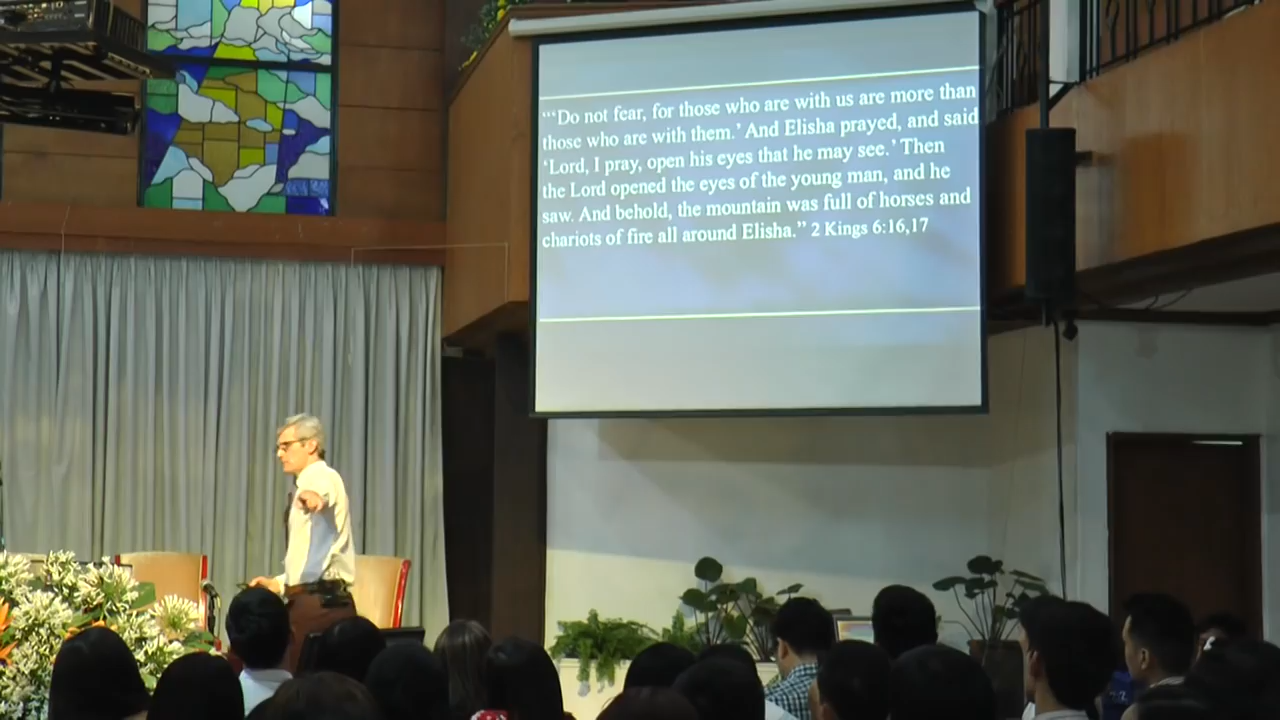 “‘Do not fear, for those who are with us are more than
those who are with them.’ And Elisha prayed, and said
‘Lord, I pray, open his eyes that he may see.’ Then
the Lord opened the eyes of the young man, and he
saw. And behold, the mountain was full of horses and
chariots of fire all around Elisha.” 2 Kings 6:16,17